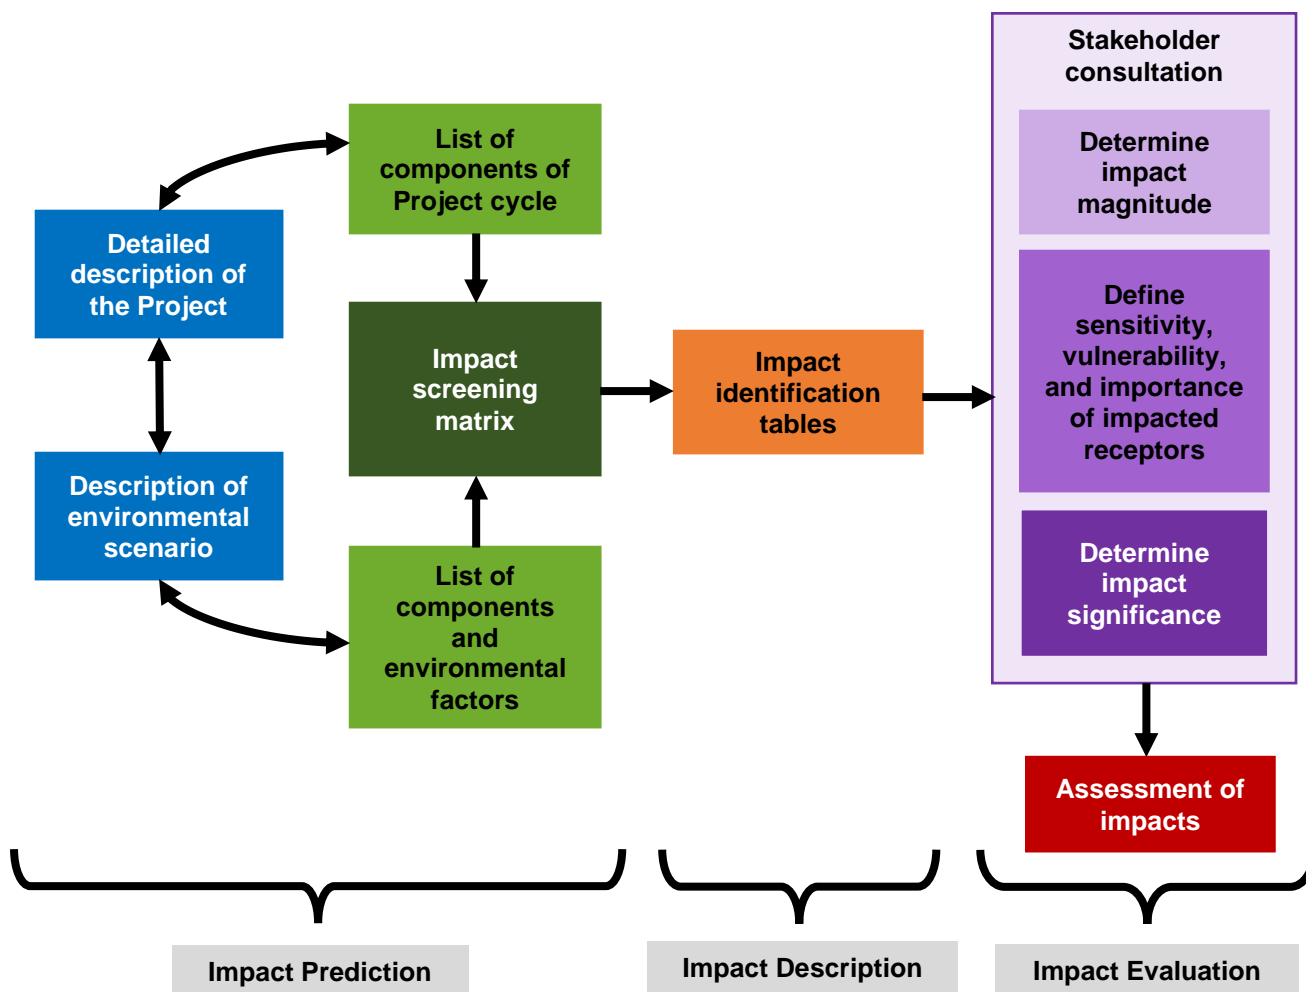 Detailed
description of
the Project
Description of
environmental
scenario
List of
components of
Project cycle
Impact
screening
matrix
List of
components
and
environmental
factors
Impact
identification
tables
Stakeholder
consultation
Determine
impact
magnitude
Define
sensitivity,
vulnerability,
and importance
of impacted
receptors
Determine
impact
significance
Assessment of
impacts
Impact Prediction
Impact Description
Impact Evaluation